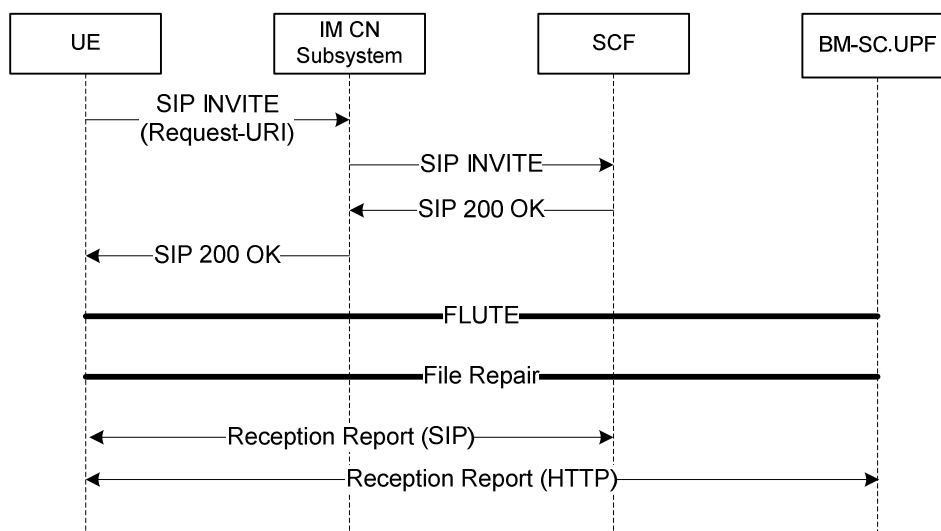 UE
IM CN
Subsystem
SCF
BM-SC.UPF
SIP INVITE
(Request-URI)
SIP INVITE
SIP 200 OK
SIP 200 OK
FLUTE
File Repair
Reception Report (SIP)
Reception Report (HTTP)